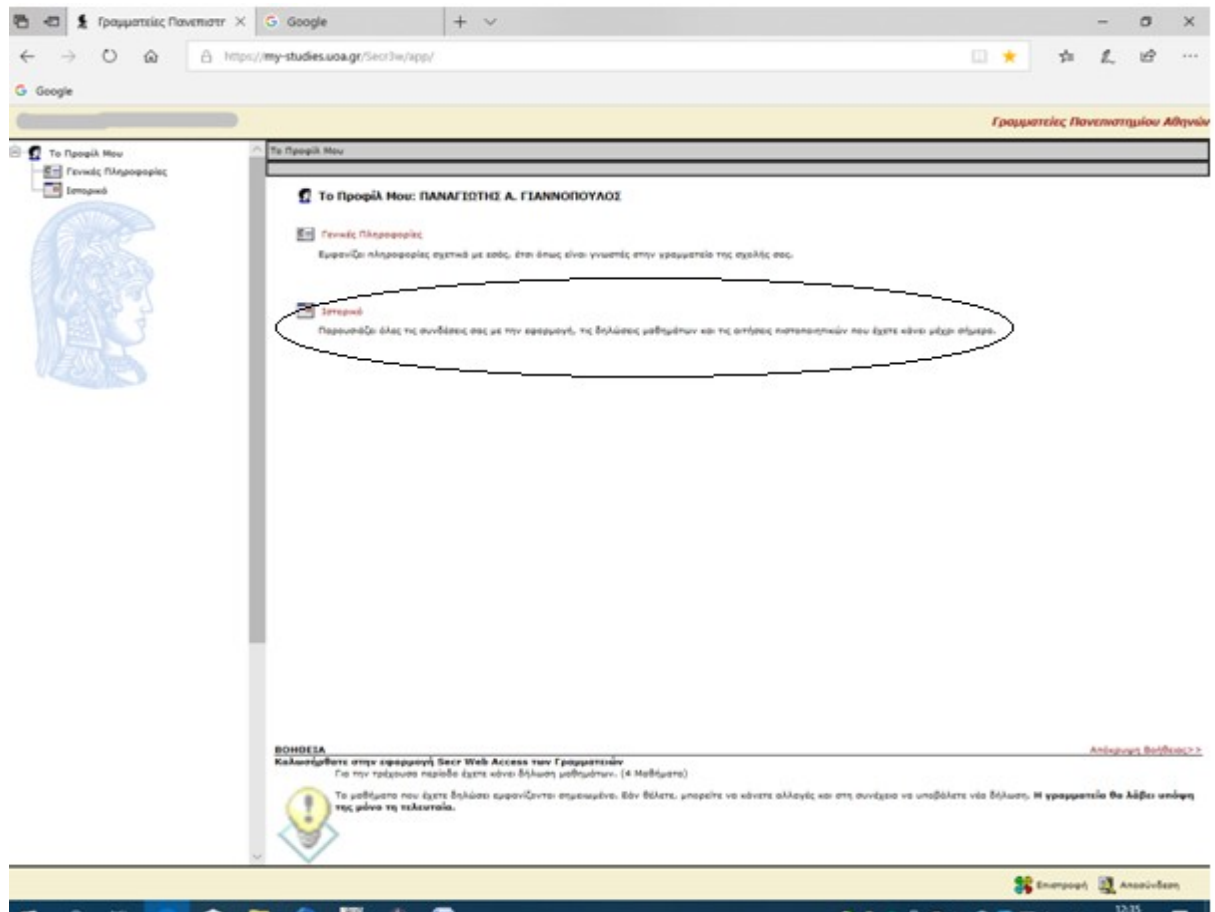 Γραμματείες Πανεπιστ
Google
https://my-studies.uoa.gr/Secr3w/app/
Google
Γραμματείες Πανεπιστημίου Αθηνών
Το Προφίλ Μου
Γενικές Πληροφορίες
Ιστορικό
Το Προφίλ Μου
Το Προφίλ Μου: ΠΑΝΑΓΙΩΤΗΣ Α. ΓΙΑΝΝΟΠΟΥΛΟΣ
Γενικές Πληροφορίες
Εμφανίζει πληροφορίες σχετικά με εσάς, έτσι όπως είναι γνωστές στην γραμματεία της σχολής σας.
Ιστορικό
Παρουσιάζει όλες τις συνδέσεις σας με την εφαρμογή, τις δηλώσεις μαθημάτων και τις αιτήσεις πιστοποιητικών που έχετε κάνει μέχρι σήμερα.
ΒΟΗΘΕΙΑ
Απόκρυψη Βοήθειας>>
Καλωσήρθατε στην εφαρμογή Secr Web Access των Γραμματειών
Για την τρέχουσα περίοδο έχετε κάνει δήλωση μαθημάτων. (4 Μαθήματα)
Τα μαθήματα που έχετε δηλώσει εμφανίζονται σημειωμένα. Εάν θέλετε, μπορείτε να κάνετε αλλαγές και στη συνέχεια να υποβάλετε νέα δήλωση. Η γραμματεία θα λάβει υπόψη
της μόνο τη τελευταία.
Επιστροφή
Αποσύνδεση
12:35